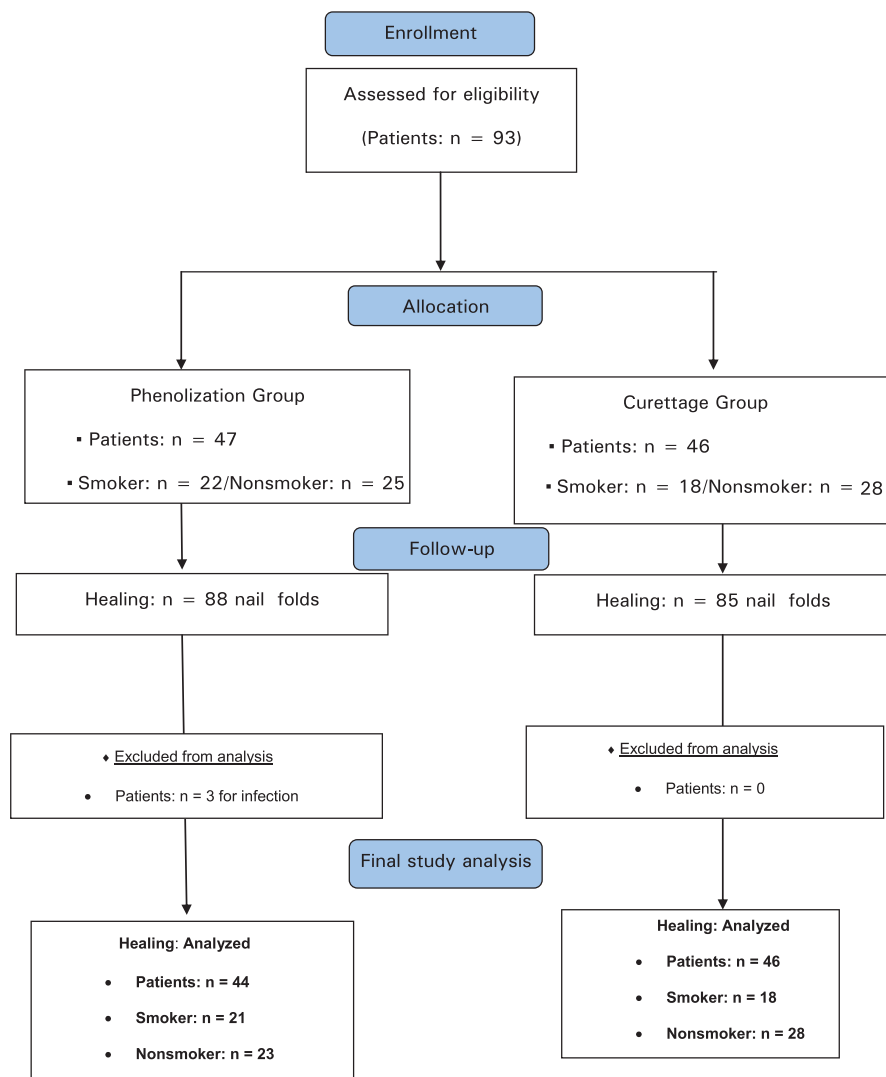 Enrollment
Assessed for eligibility
(Patients: n = 93)
Allocation
Phenolization Group
▪ Patients: n = 47
▪ Smoker: n = 22/Nonsmoker: n = 25
Curettage Group
▪ Patients: n = 46
▪ Smoker: n = 18/Nonsmoker: n = 28
Follow-up
Healing: n = 88 nail folds
Healing: n = 85 nail folds
♦ Excluded from analysis
• Patients: n = 3 for infection
♦ Excluded from analysis
• Patients: n = 0
Final study analysis
Healing: Analyzed
• Patients: n = 44
• Smoker: n = 21
• Nonsmoker: n = 23
Healing: Analyzed
• Patients: n = 46
• Smoker: n = 18
• Nonsmoker: n = 28